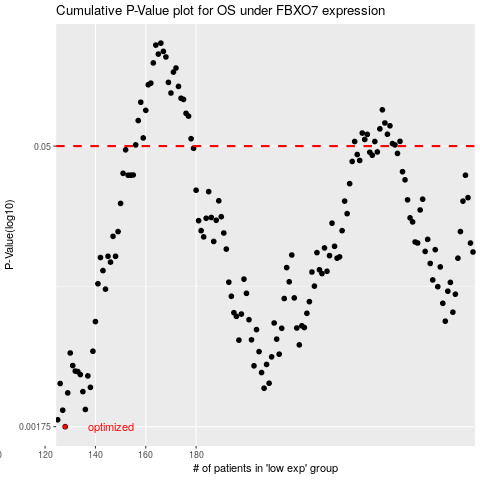 Cumulative P-Value plot for OS under FBXO7 expression
P-Value(log10)
0.05
0.00175
optimized
0
120
140
160
180
# of patients in 'low exp' group